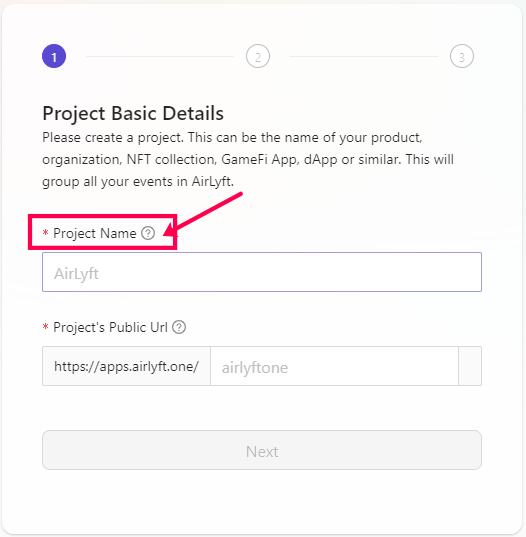 1 2 3
Project Basic Details
Please create a project. This can be the name of your product,
organization, NFT collection, GameFi App, dApp or similar. This will
group all your events in AirLyft.
* Project Name ?
AirLyft
* Project's Public Url ?
https://apps.airlyft.one/ airlyftone
Next